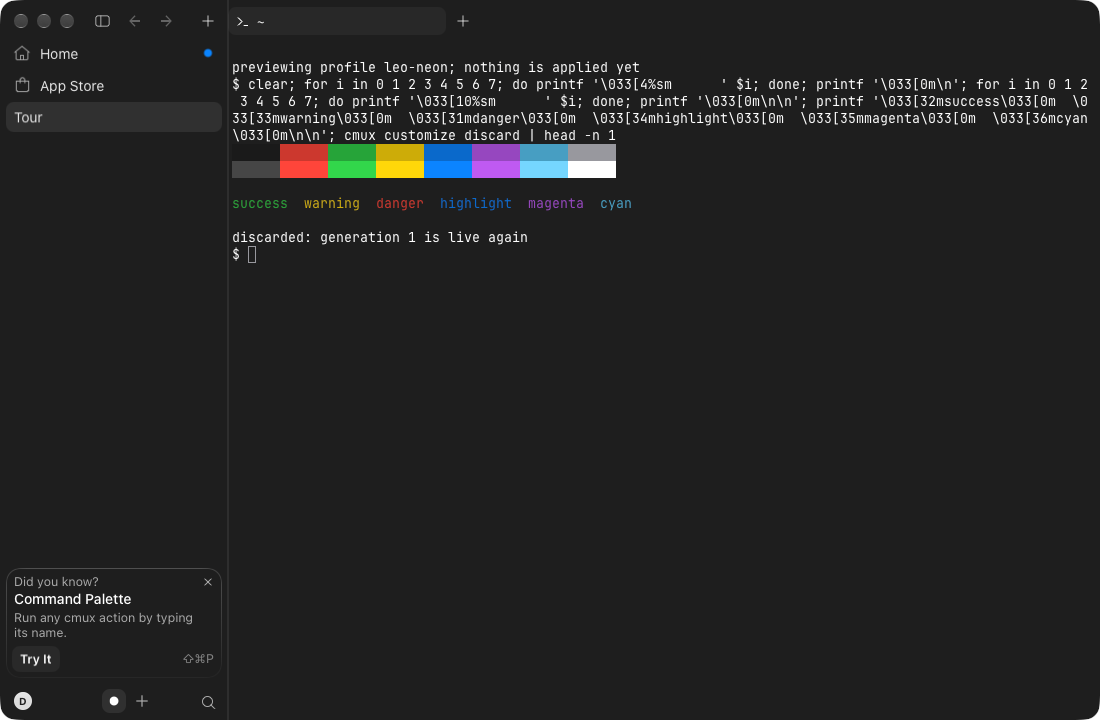 >_ ~
Home
App Store
Tour
previewing profile leo-neon; nothing is applied yet
$ clear; for i in 0 1 2 3 4 5 6 7; do printf '\033[4%sm      ' $i; done; printf '\033[0m\n'; for i in 0 1 2
 3 4 5 6 7; do printf '\033[10%sm      ' $i; done; printf '\033[0m\n\n'; printf '\033[32msuccess\033[0m  \0
33[33mwarning\033[0m  \033[31mdanger\033[0m  \033[34mhighlight\033[0m  \033[35mmagenta\033[0m  \033[36mcyan
\033[0m\n\n'; cmux customize discard | head -n 1
success  warning  danger  highlight  magenta  cyan
discarded: generation 1 is live again
$
Did you know?
Command Palette
Run any cmux action by typing
its name.
Try It ⇧⌘P
D